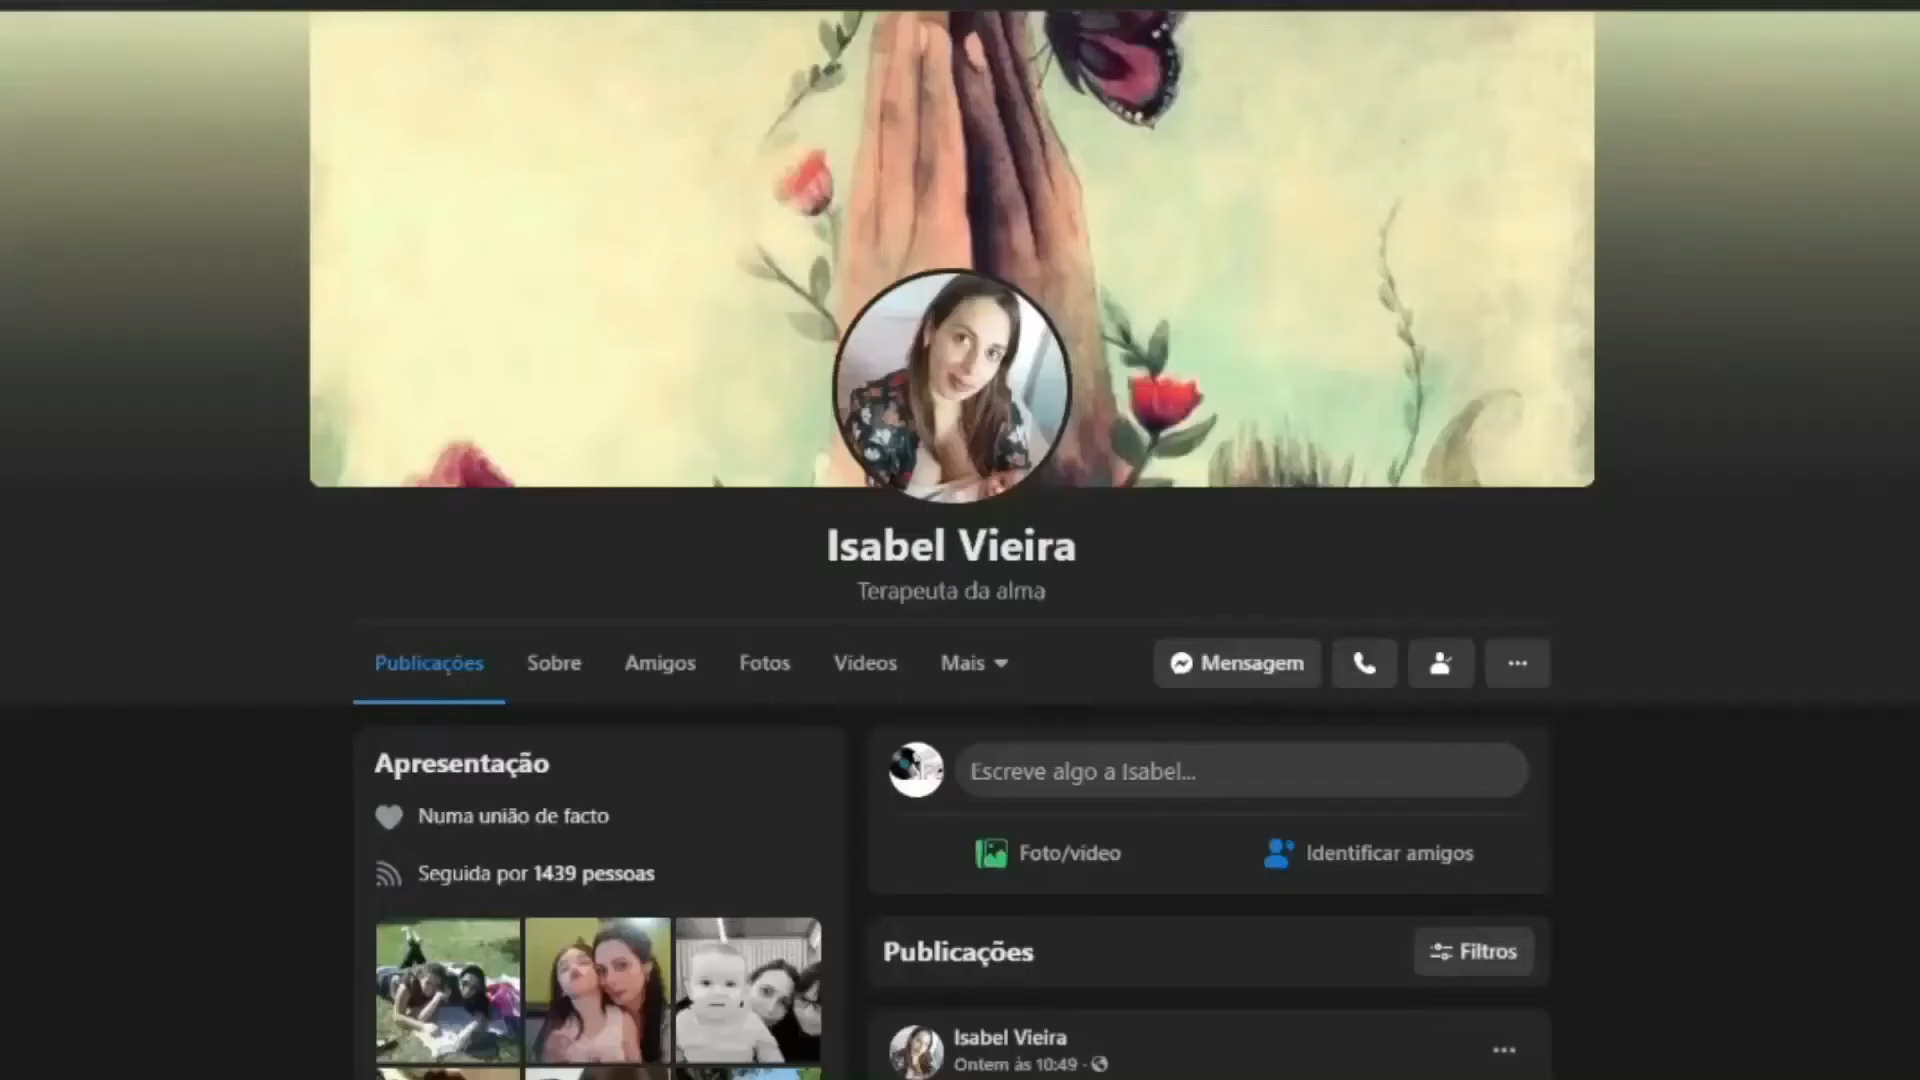 Isabel Vieira
Terapeuta da alma
Publicações
Sobre
Amigos
Fotos
Vídeos
Mais
Mensagem
Apresentação
Numa união de facto
Seguida por 1439 pessoas
Escreve algo a Isabel...
Foto/vídeo
Identificar amigos
Publicações
Filtros
Isabel Vieira
Ontem às 10:49 ·